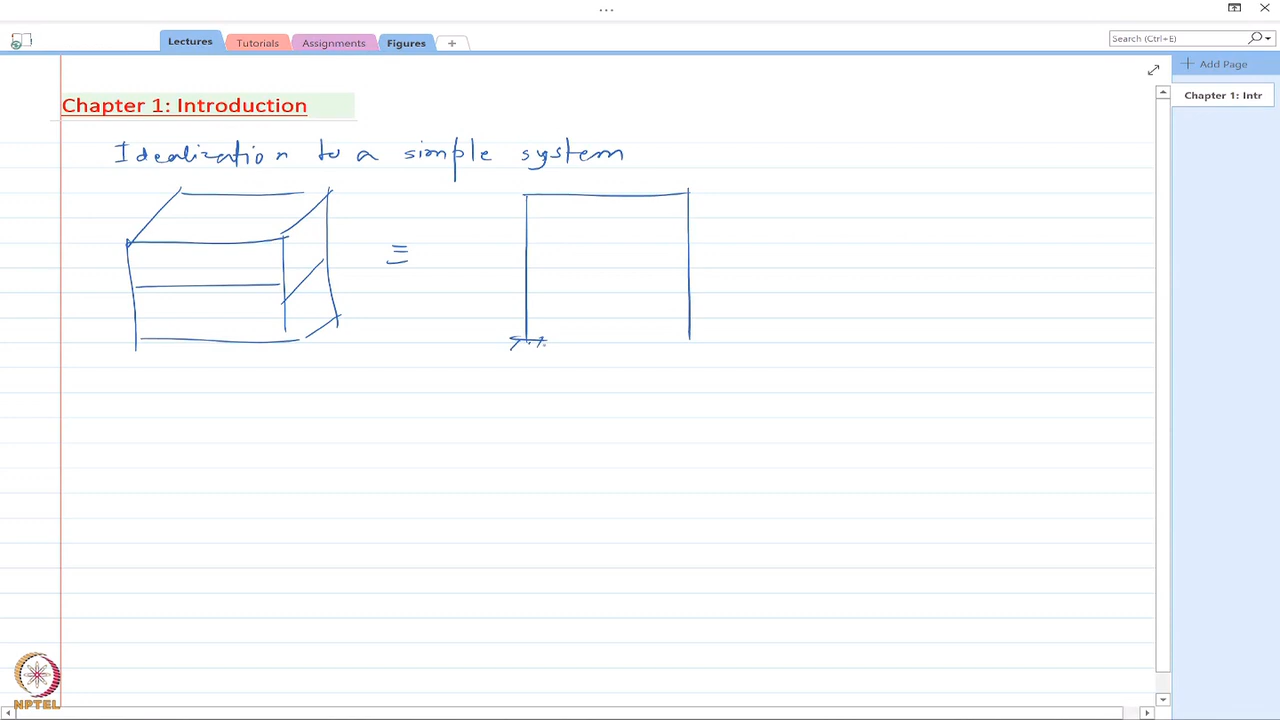 ...
Lectures
Tutorials
Assignments
Figures
+
Search (Ctrl+E)
Add Page
Chapter 1: Intr
Chapter 1: Introduction
Idealization to a simple system
≡
NPTEL